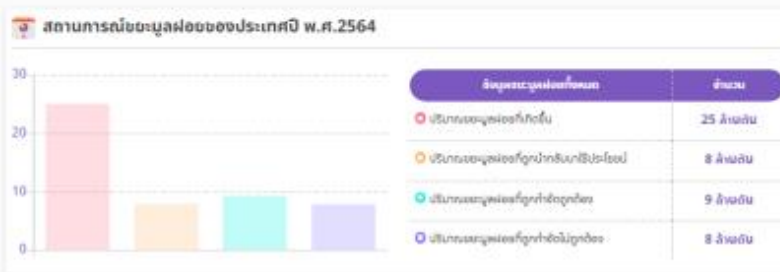 สถานการณ์ขยะมูลฝอยของประเทศปี พ.ศ.2564
30
20
10
0
ข้อมูลขยะมูลฝอยทั้งหมด จำนวน
ปริมาณขยะมูลฝอยที่เกิดขึ้น 25 ล้านตัน
ปริมาณขยะมูลฝอยที่ถูกนำกลับมาใช้ประโยชน์ 8 ล้านตัน
ปริมาณขยะมูลฝอยที่ถูกกำจัดถูกต้อง 9 ล้านตัน
ปริมาณขยะมูลฝอยที่ถูกกำจัดไม่ถูกต้อง 8 ล้านตัน